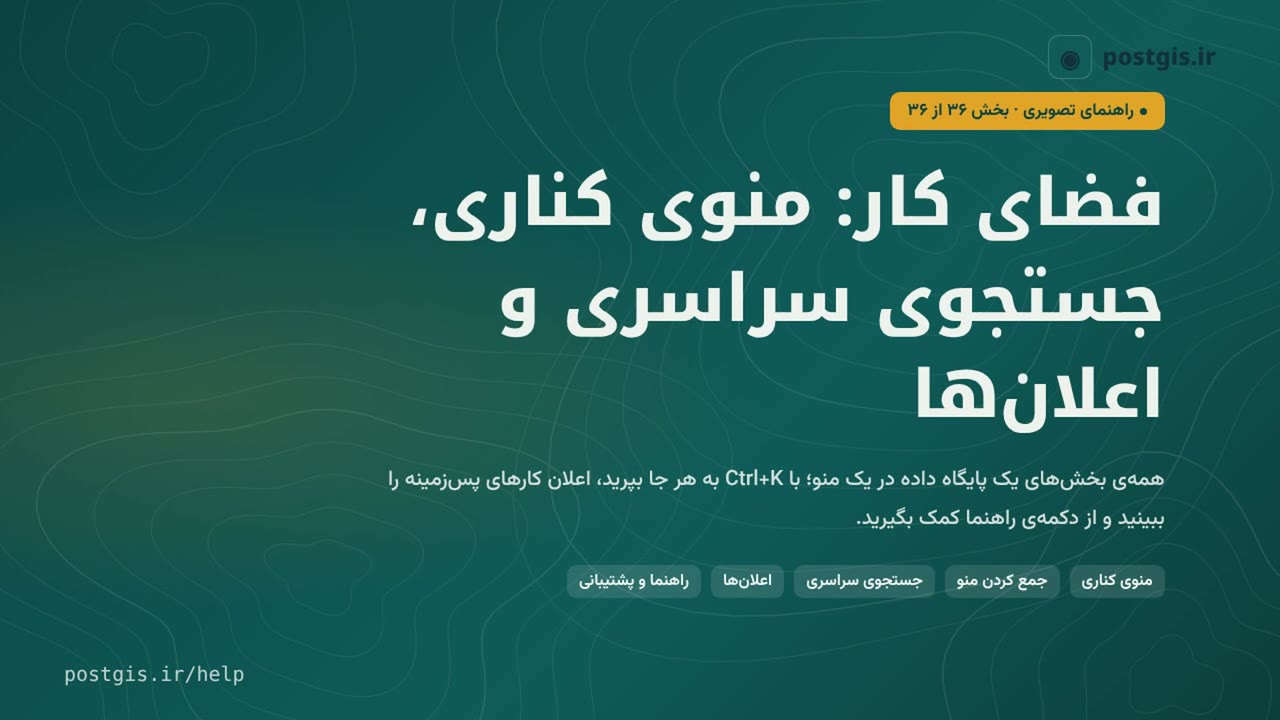 postgis.ir
• راهنمای تصویری · بخش ۳۶ از ۳۶
فضای کار: منوی کناری،
جستجوی سراسری و
اعلان‌ها
همه‌ی بخش‌های یک پایگاه داده در یک منو؛ با Ctrl+K به هر جا بپرید، اعلان کارهای پس‌زمینه را
ببینید و از دکمه‌ی راهنما کمک بگیرید.
منوی کناری جمع کردن منو جستجوی سراسری اعلان‌ها راهنما و پشتیبانی
postgis.ir/help